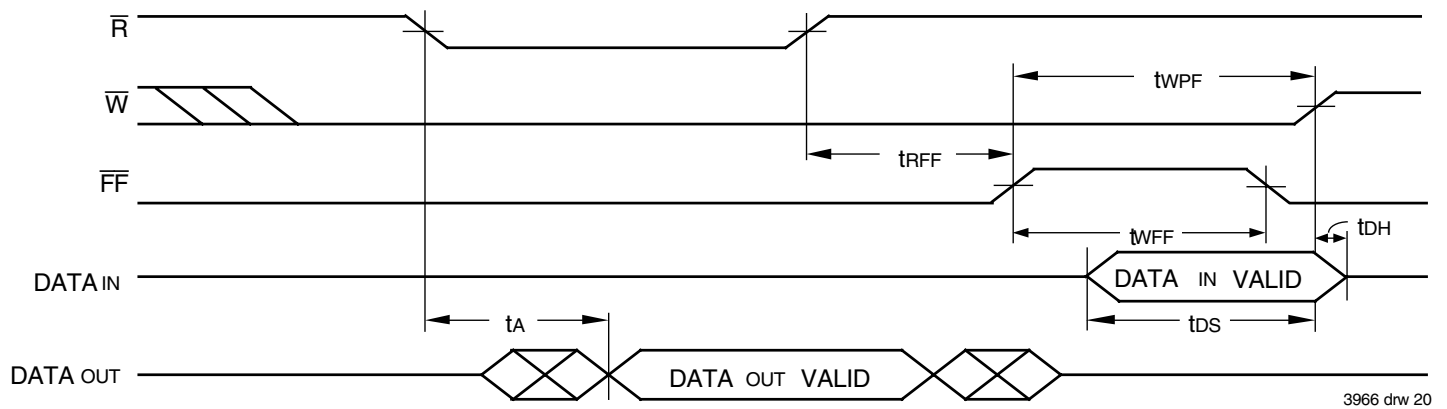 R̅
tWPF
W̅
tRFF
F̅F̅
tWFF
tDH
DATA IN
DATA IN VALID
tA
tDS
DATA OUT
DATA OUT VALID
3966 drw 20